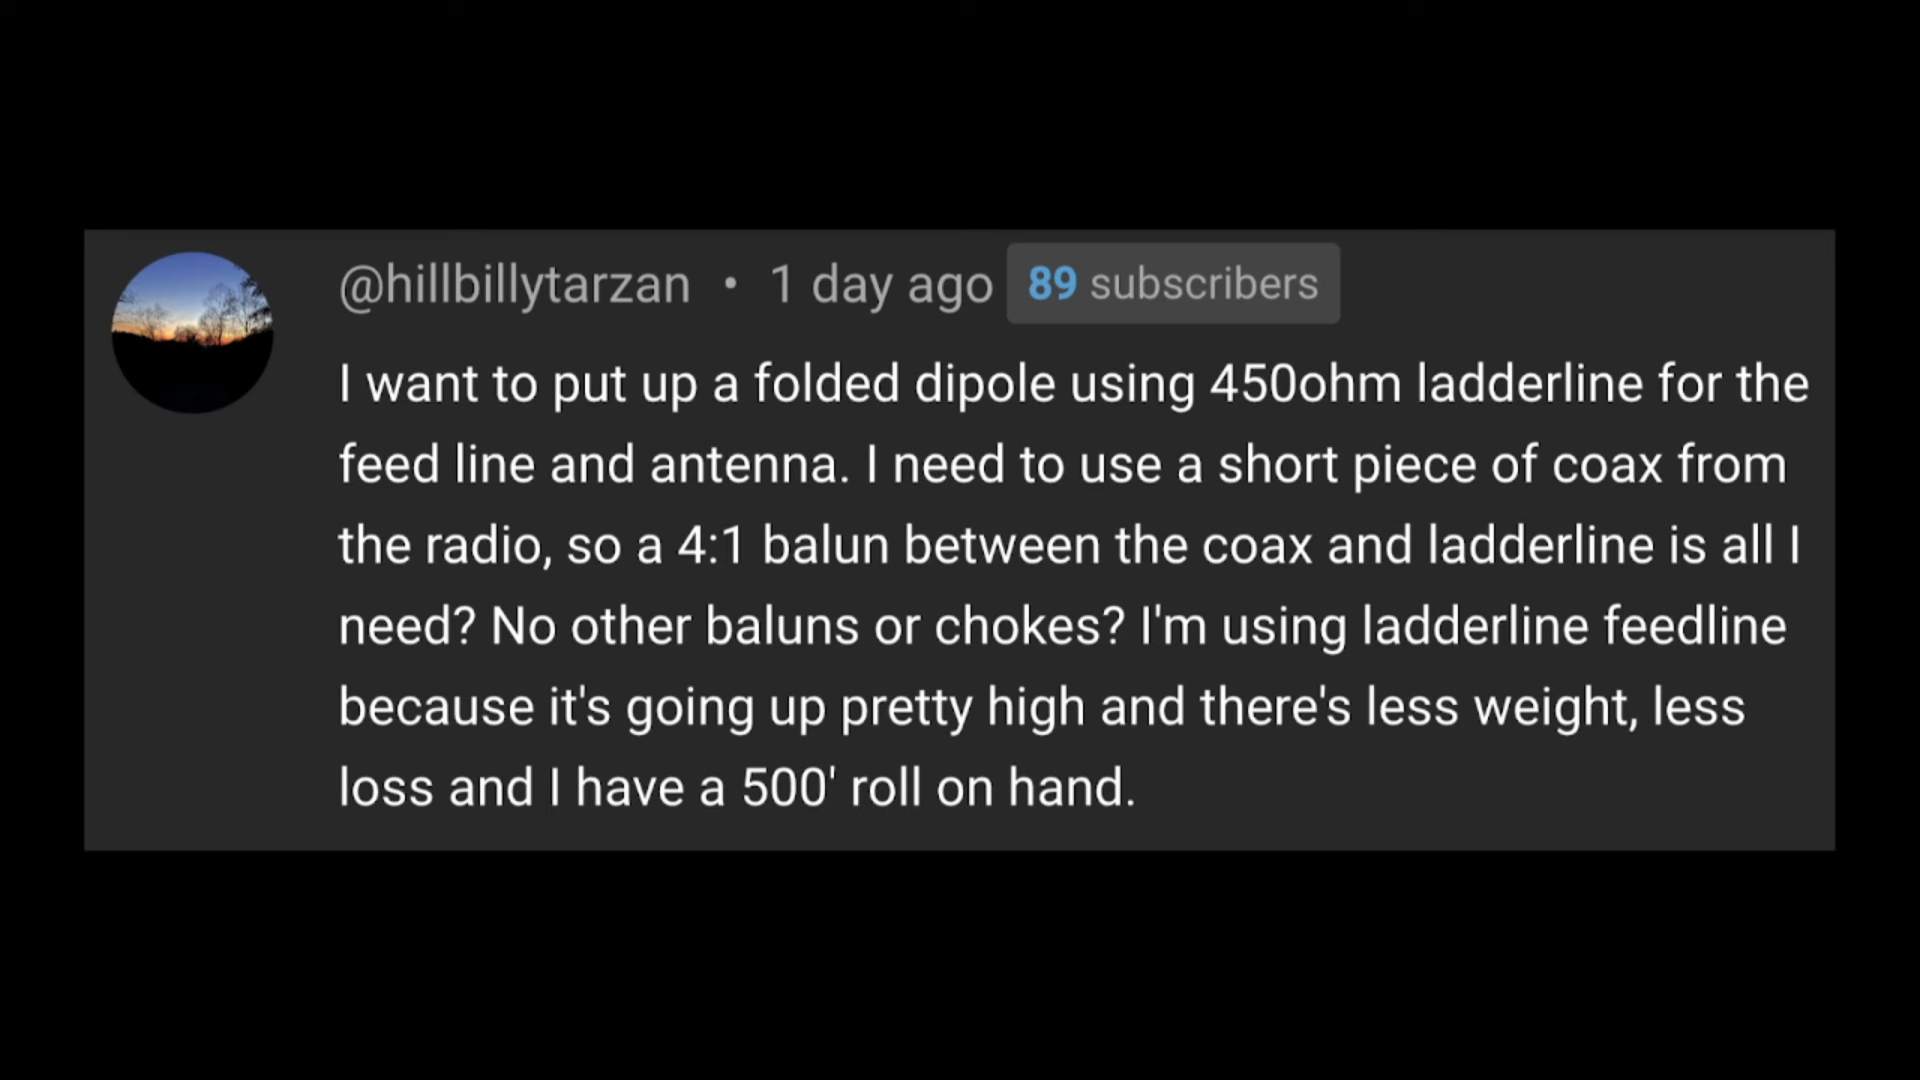 @hillbillytarzan • 1 day ago 89 subscribers
I want to put up a folded dipole using 450ohm ladderline for the
feed line and antenna. I need to use a short piece of coax from
the radio, so a 4:1 balun between the coax and ladderline is all I
need? No other baluns or chokes? I'm using ladderline feedline
because it's going up pretty high and there's less weight, less
loss and I have a 500' roll on hand.